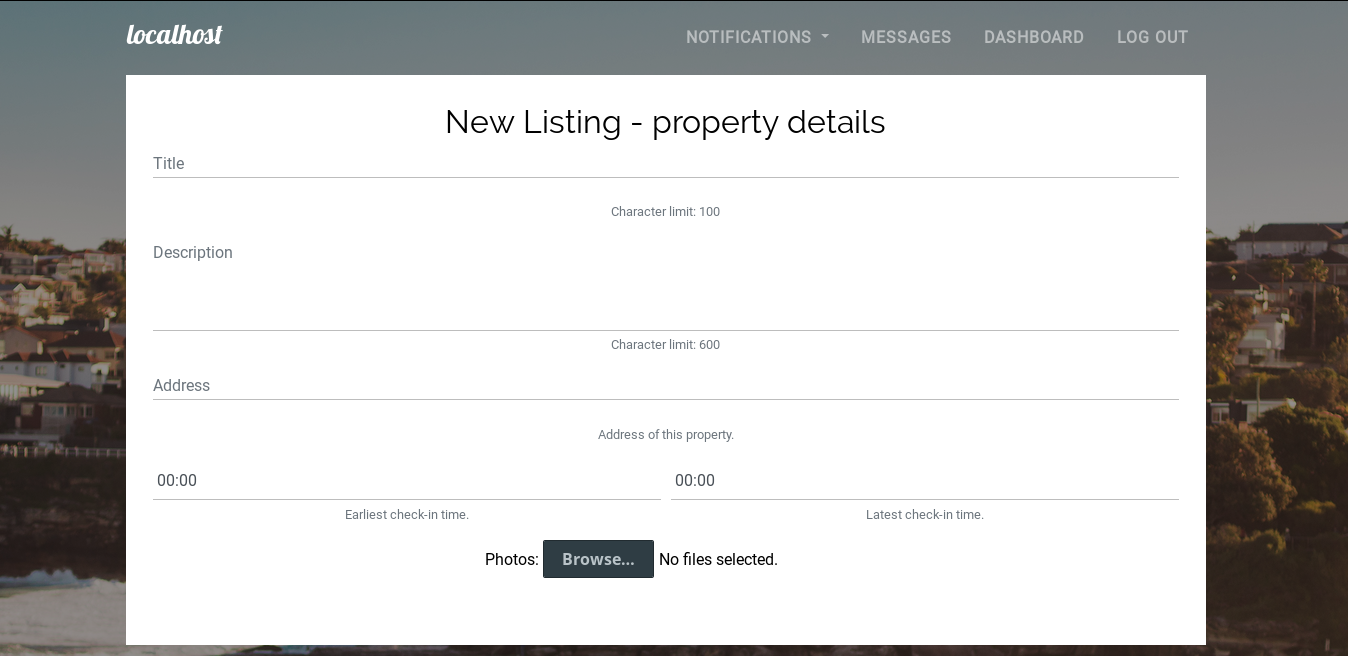 localhost NOTIFICATIONS MESSAGES DASHBOARD LOG OUT
New Listing - property details
Title
Character limit: 100
Description
Character limit: 600
Address
Address of this property.
00:00 00:00
Earliest check-in time. Latest check-in time.
Photos: Browse... No files selected.